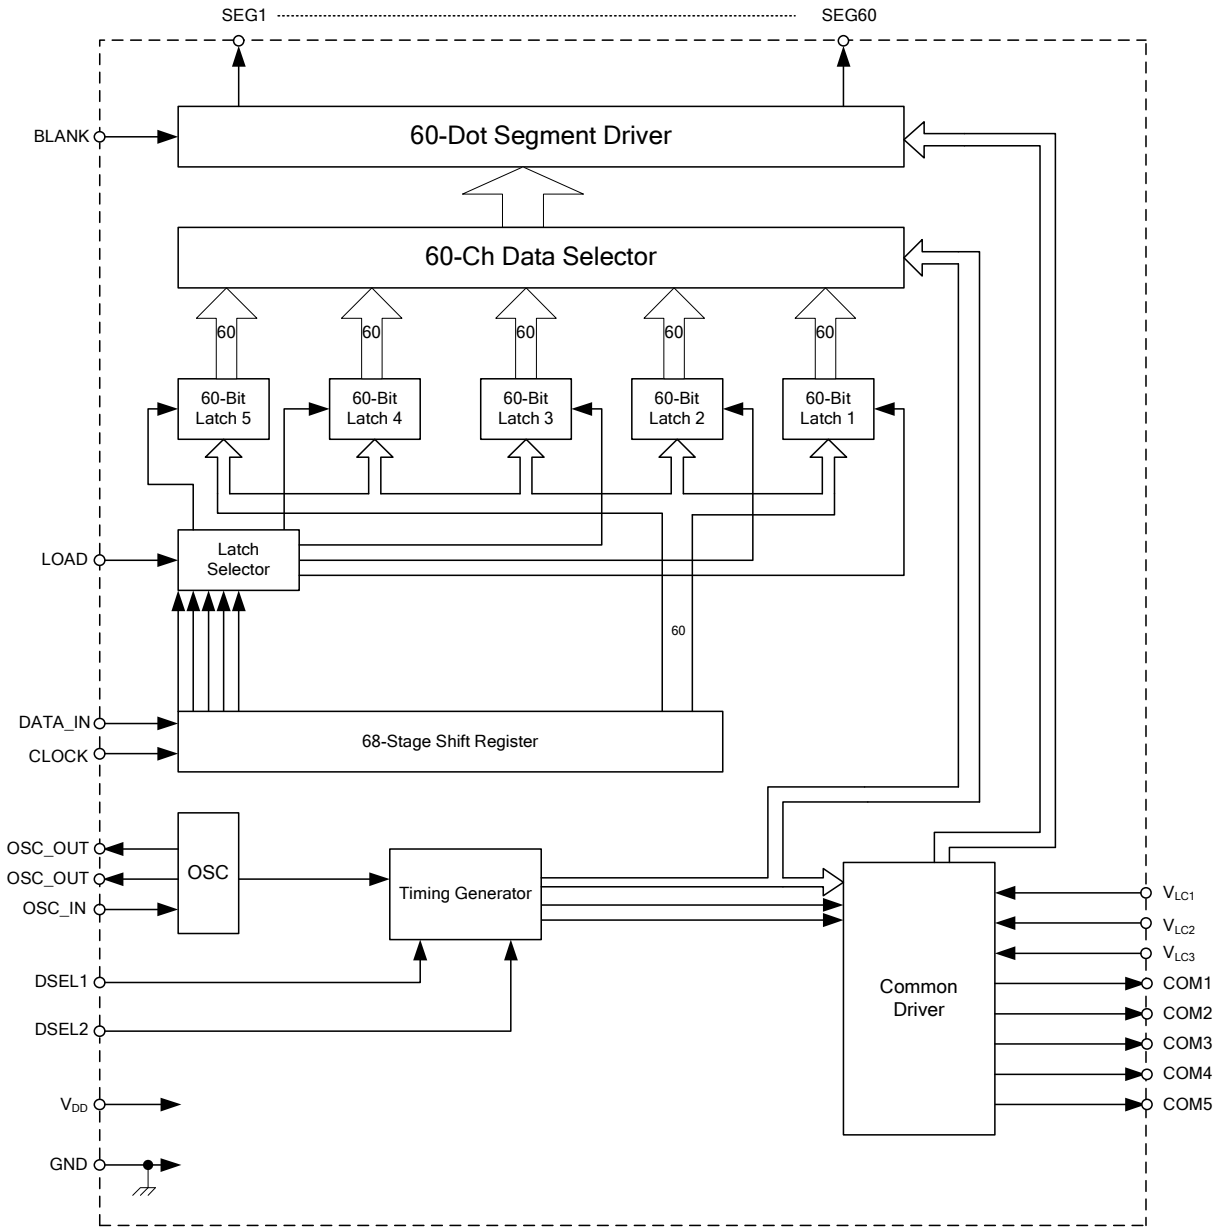 SEG1 SEG60
BLANK
60-Dot Segment Driver
60-Ch Data Selector
60 60 60 60 60
60-Bit
Latch 5
60-Bit
Latch 4
60-Bit
Latch 3
60-Bit
Latch 2
60-Bit
Latch 1
LOAD
Latch
Selector
60
DATA_IN
CLOCK
68-Stage Shift Register
OSC_OUT
OSC_OUT
OSC_IN
OSC
Timing Generator
DSEL1
DSEL2
Common
Driver
VLC1
VLC2
VLC3
COM1
COM2
COM3
COM4
COM5
VDD
GND